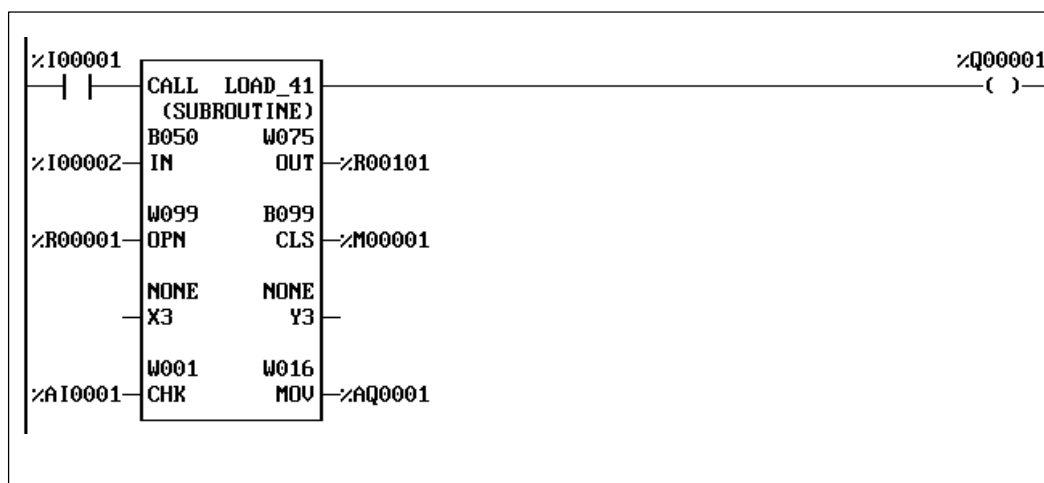 %I00001 %Q00001
CALL LOAD_41
(SUBROUTINE)
B050 W075
%I00002 IN OUT %R00101
W099 B099
%R00001 OPN CLS %M00001
NONE NONE
X3 Y3
W001 W016
%AI0001 CHK MOV %AQ0001